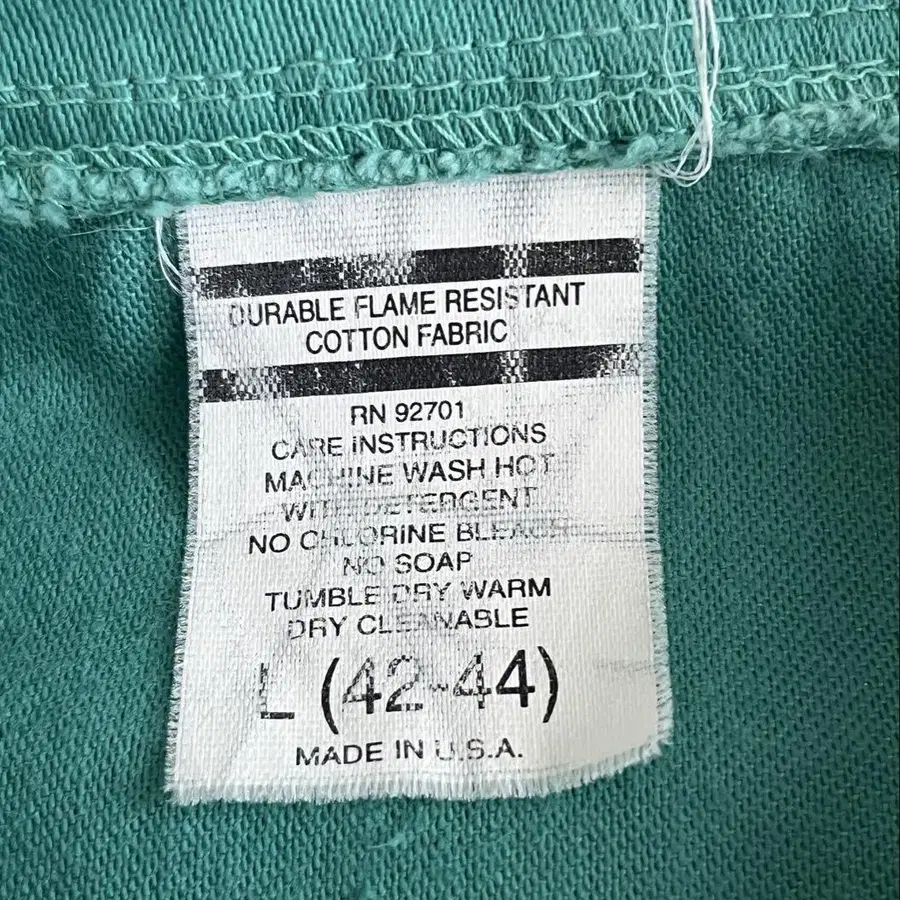 DURABLE FLAME RESISTANT
COTTON FABRIC
RN 92701
CARE INSTRUCTIONS
MACHINE WASH HOT
WITH DETERGENT
NO CHLORINE BLEACH
NO SOAP
TUMBLE DRY WARM
DRY CLEANABLE
L (42-44)
MADE IN U.S.A.